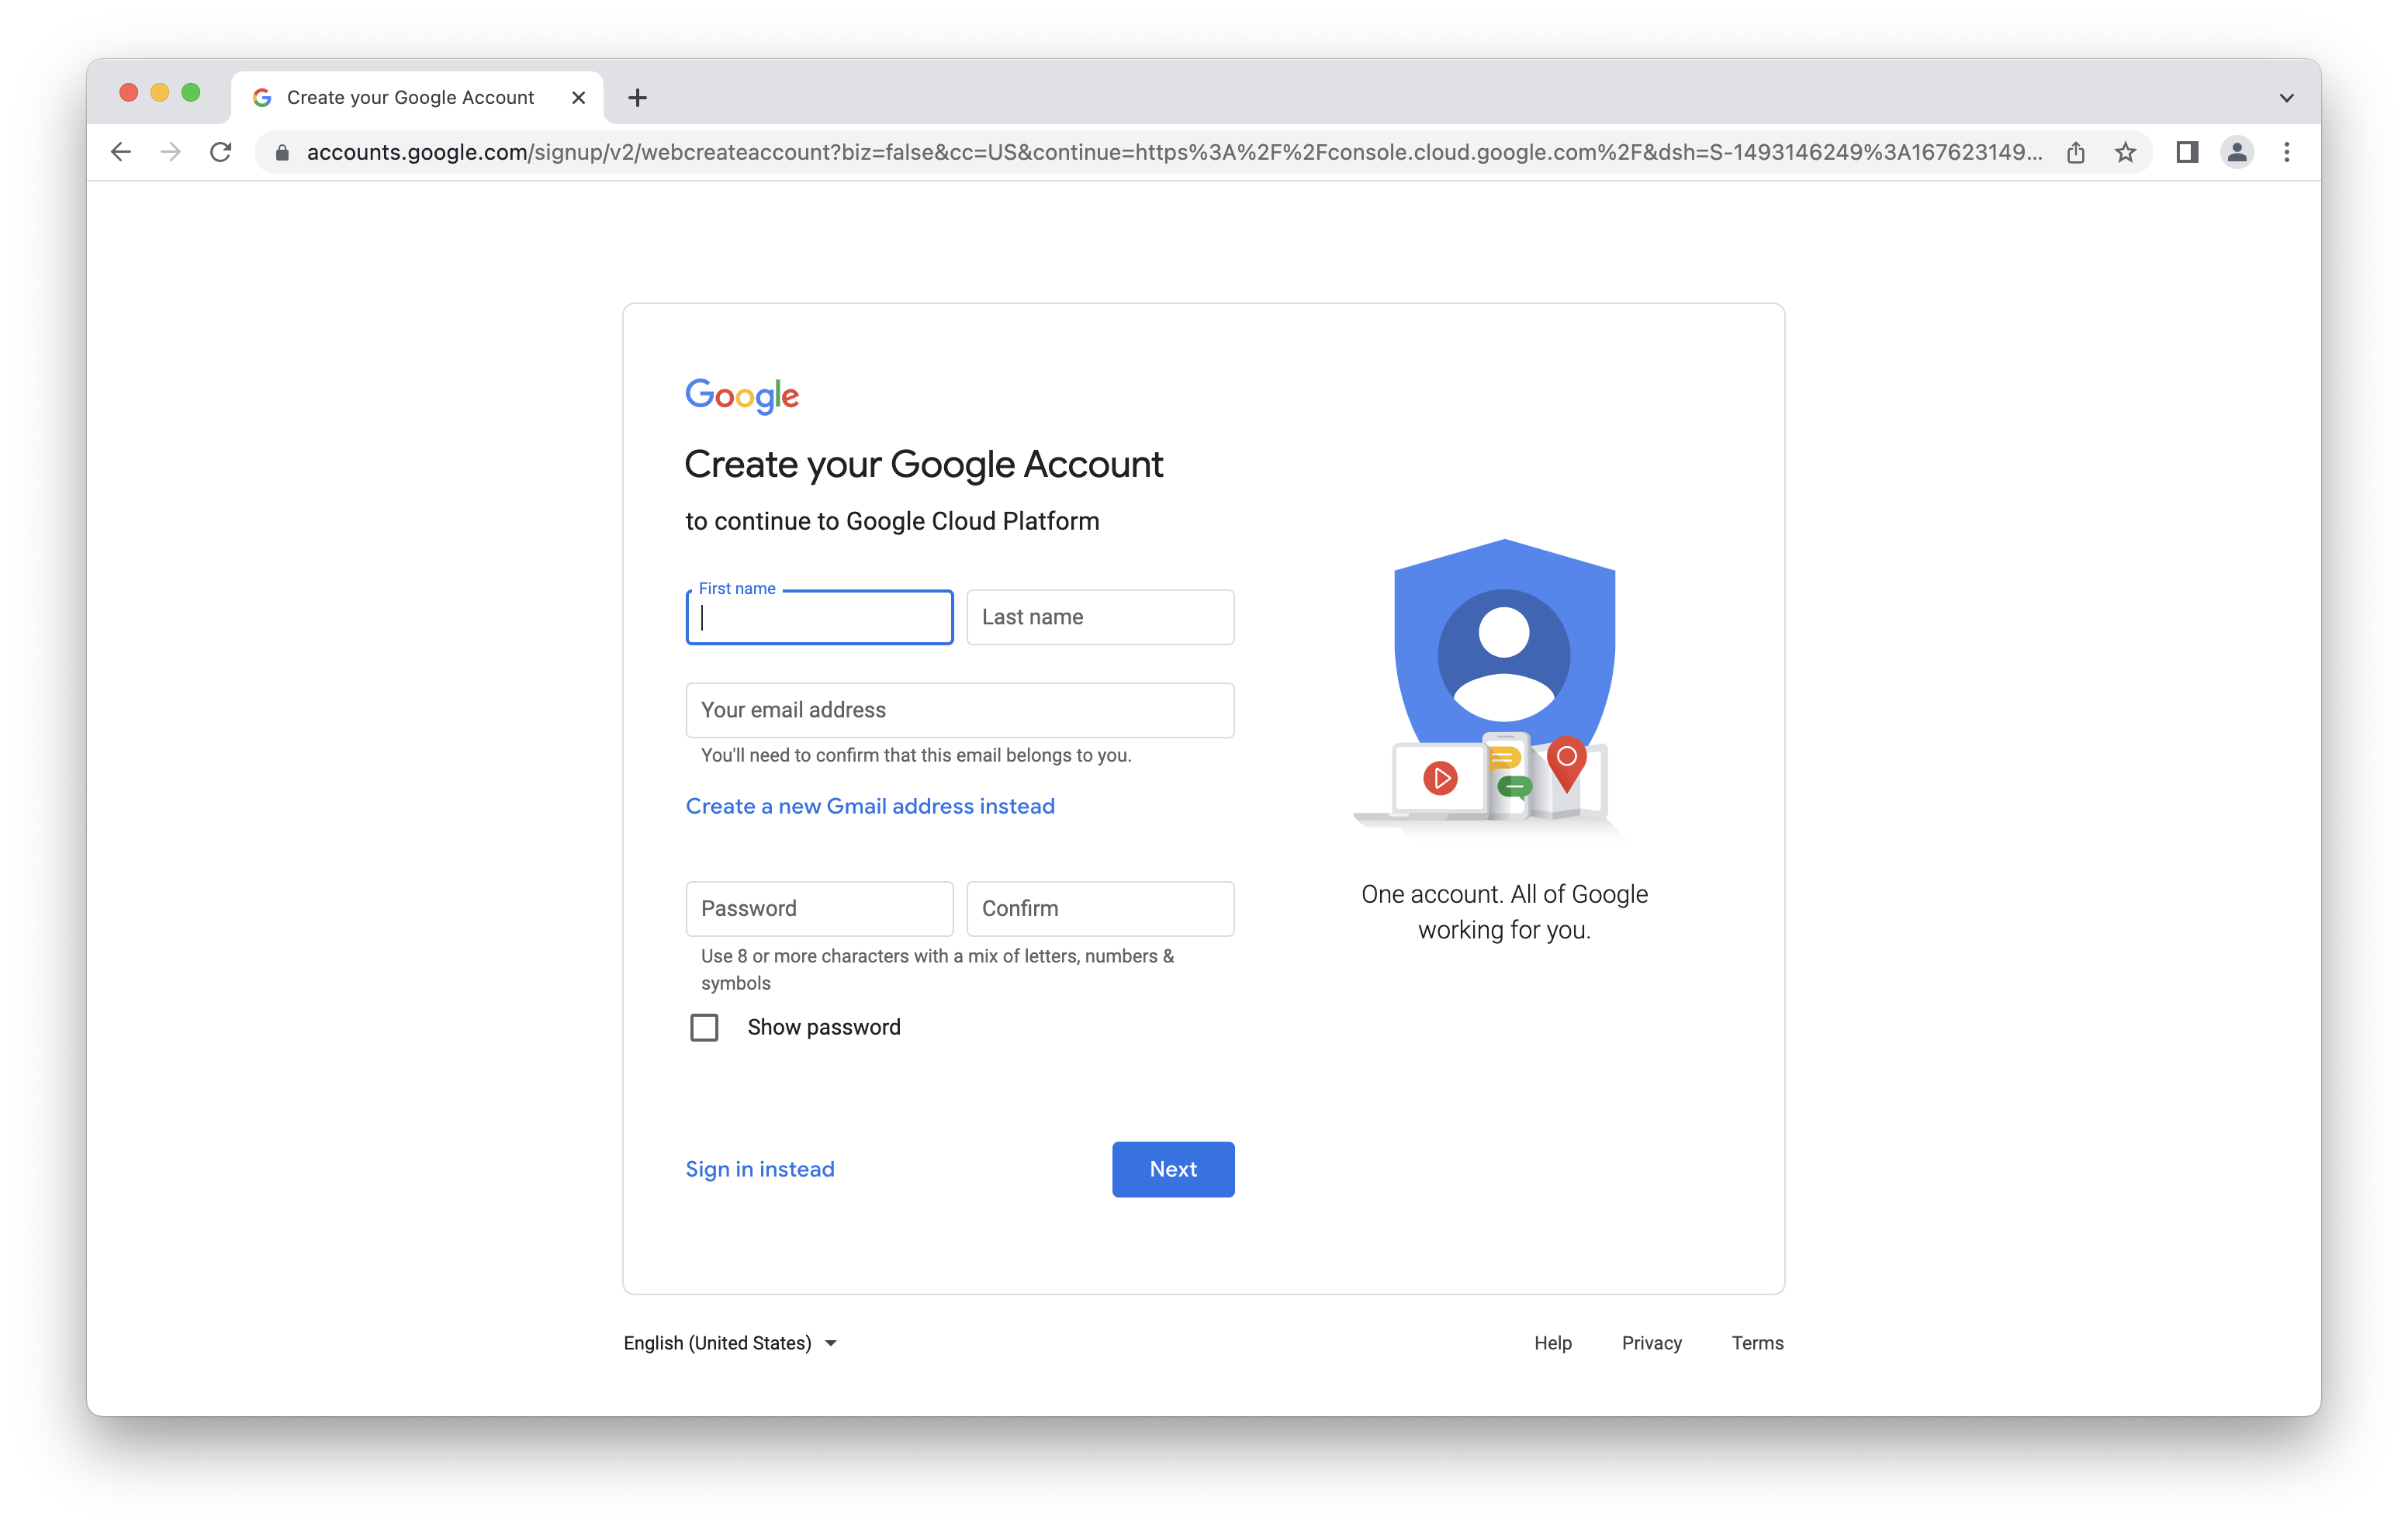 Create your Google Account
accounts.google.com/signup/v2/webcreateaccount?biz=false&cc=US&continue=https%3A%2F%2Fconsole.cloud.google.com%2F&dsh=S-1493146249%3A167623149...
Google
Create your Google Account
to continue to Google Cloud Platform
First name
Last name
Your email address
You'll need to confirm that this email belongs to you.
Create a new Gmail address instead
Password
Confirm
Use 8 or more characters with a mix of letters, numbers &
symbols
Show password
Sign in instead
Next
One account. All of Google
working for you.
English (United States)
Help
Privacy
Terms